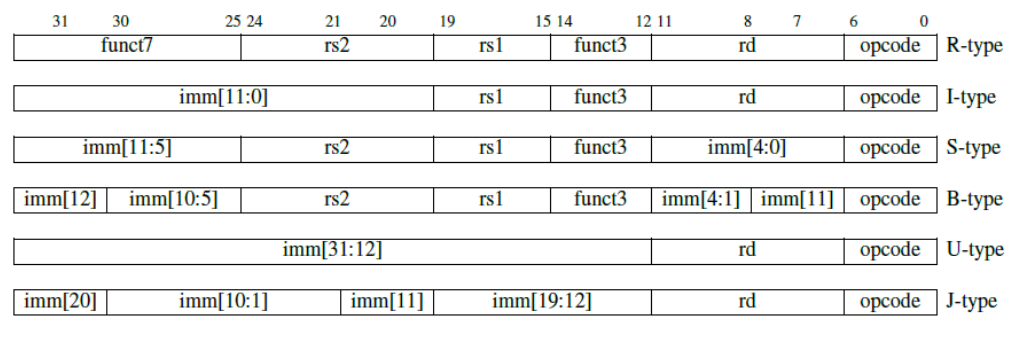 31 30 25 24 21 20 19 15 14 12 11 8 7 6 0
funct7 rs2 rs1 funct3 rd opcode R-type
imm[11:0] rs1 funct3 rd opcode I-type
imm[11:5] rs2 rs1 funct3 imm[4:0] opcode S-type
imm[12] imm[10:5] rs2 rs1 funct3 imm[4:1] imm[11] opcode B-type
imm[31:12] rd opcode U-type
imm[20] imm[10:1] imm[11] imm[19:12] rd opcode J-type